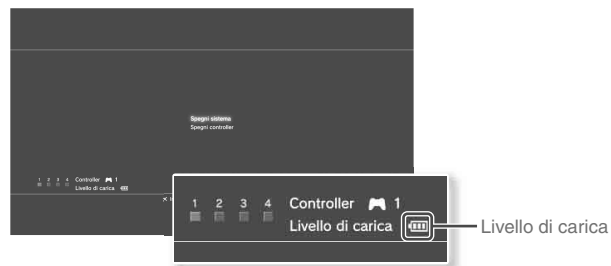 Spegni sistema
Spegni controller
1 2 3 4 Controller 1
Livello di carica
1 2 3 4 Controller 1
Livello di carica
Livello di carica